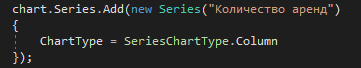 chart.Series.Add(new Series("Количество аренд")
{
    ChartType = SeriesChartType.Column
});